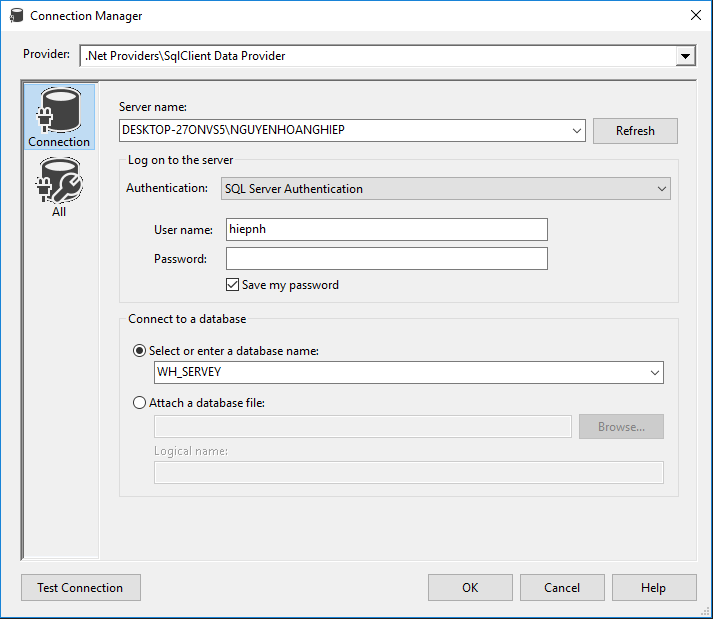 Connection Manager
Provider: .Net Providers\SqlClient Data Provider
Connection
All
Server name:
DESKTOP-27ONVS5\NGUYENHOANGHIEP
Refresh
Log on to the server
Authentication: SQL Server Authentication
User name: hiepnh
Password:
Save my password
Connect to a database
Select or enter a database name:
WH_SERVEY
Attach a database file:
Browse...
Logical name:
Test Connection
OK
Cancel
Help